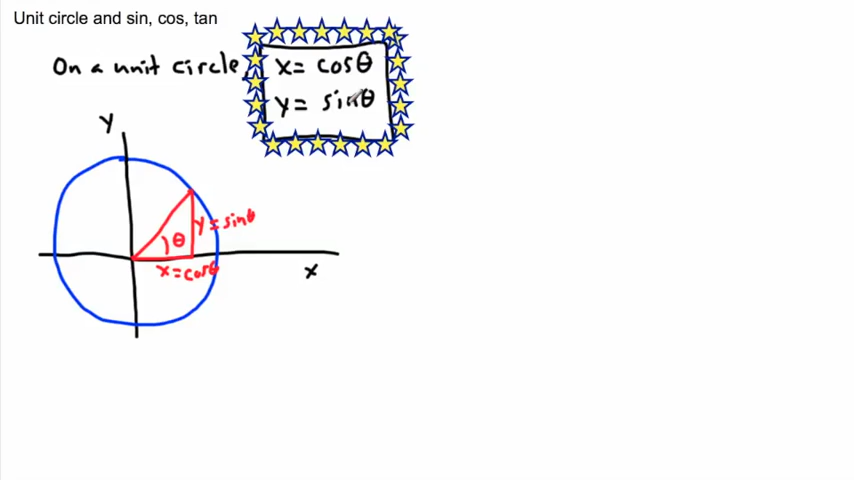 Unit circle and sin, cos, tan
On a unit circle,
x = cosθ
y = sinθ
y
y = sinθ
θ
x = cosθ
x